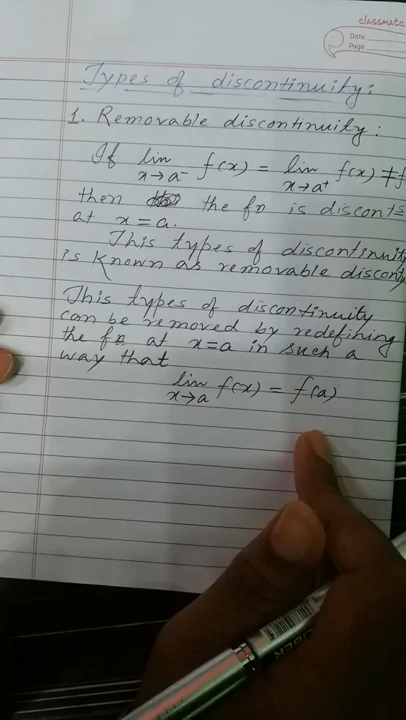 classmate
Date
Page
Types of discontinuity:
1. Removable discontinuity:
If lim x→a⁻ f(x) = lim x→a⁺ f(x) ≠ f
then the fn is discont
at x = a.
This types of discontinuit
is known as removable discont
This types of discontinuity
can be removed by redefining
the fn at x=a in such a
way that
lim x→a f(x) = f(a)